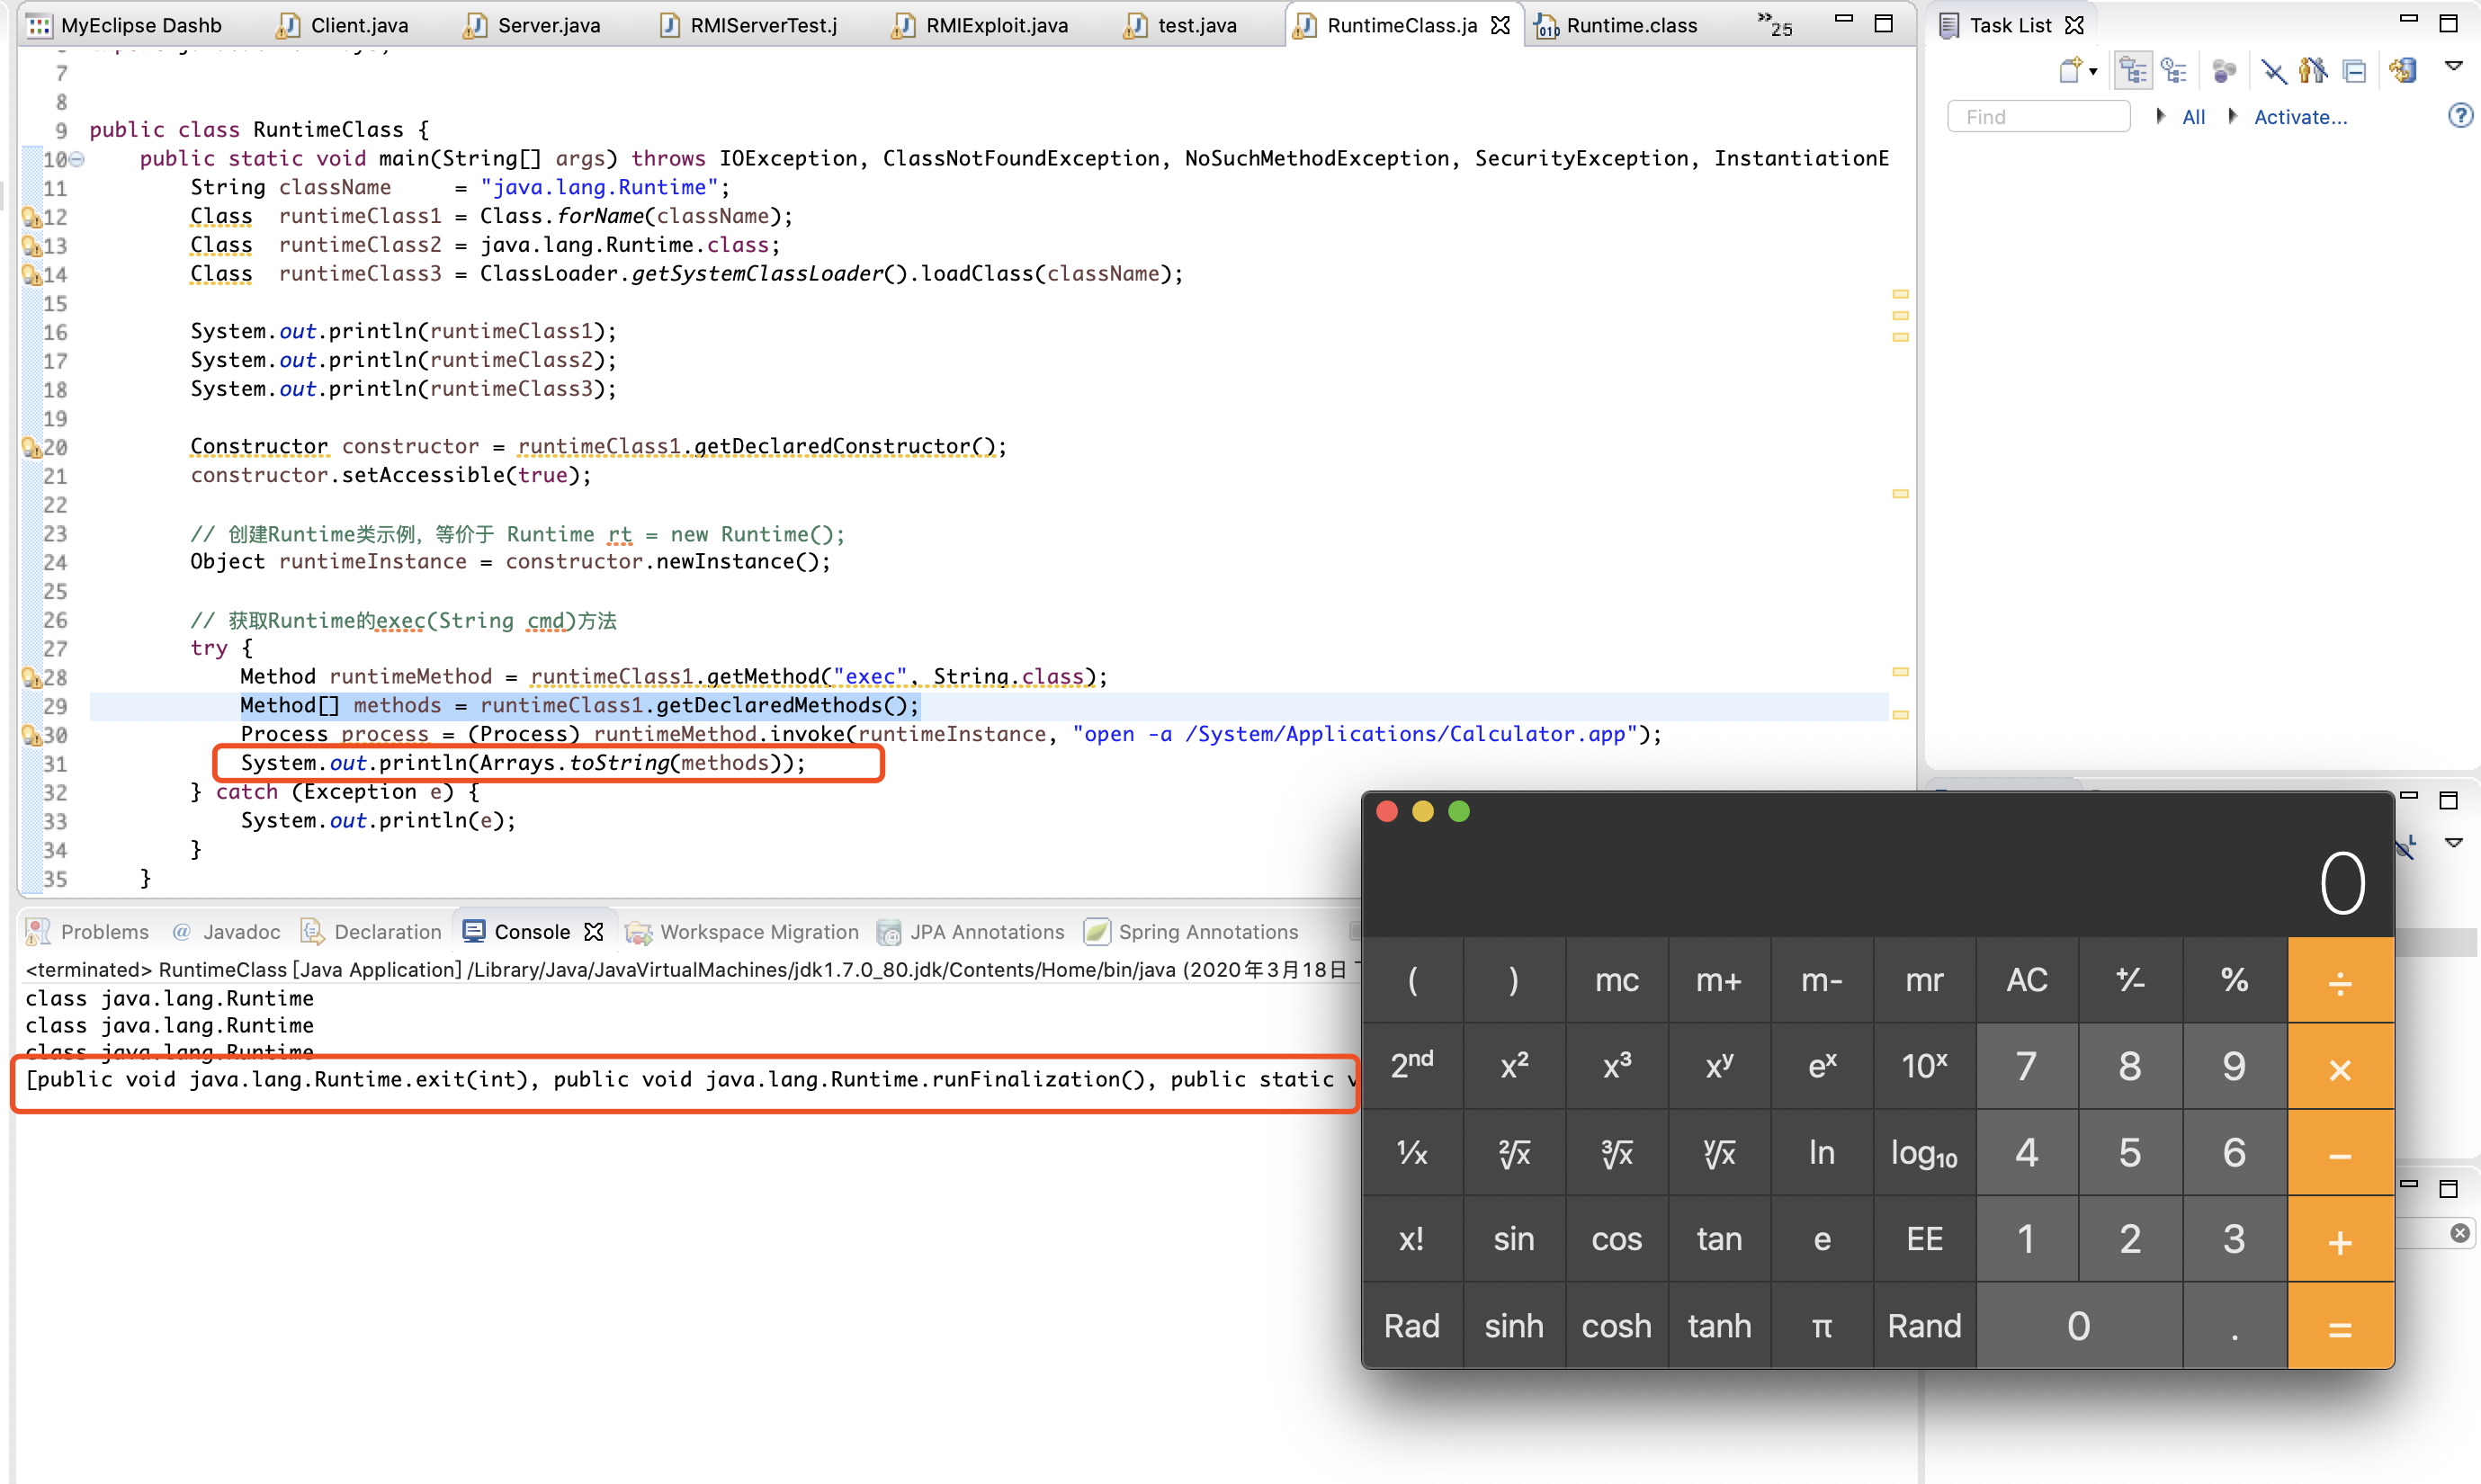 MyEclipse Dashb Client.java Server.java RMIServerTest.j RMIExploit.java test.java RuntimeClass.ja Runtime.class »25
Task List
Find All Activate...
7
8
9 public class RuntimeClass {
10 public static void main(String[] args) throws IOException, ClassNotFoundException, NoSuchMethodException, SecurityException, InstantiationE
11 String className = "java.lang.Runtime";
12 Class runtimeClass1 = Class.forName(className);
13 Class runtimeClass2 = java.lang.Runtime.class;
14 Class runtimeClass3 = ClassLoader.getSystemClassLoader().loadClass(className);
15
16 System.out.println(runtimeClass1);
17 System.out.println(runtimeClass2);
18 System.out.println(runtimeClass3);
19
20 Constructor constructor = runtimeClass1.getDeclaredConstructor();
21 constructor.setAccessible(true);
22
23 // 创建Runtime类示例，等价于 Runtime rt = new Runtime();
24 Object runtimeInstance = constructor.newInstance();
25
26 // 获取Runtime的exec(String cmd)方法
27 try {
28 Method runtimeMethod = runtimeClass1.getMethod("exec", String.class);
29 Method[] methods = runtimeClass1.getDeclaredMethods();
30 Process process = (Process) runtimeMethod.invoke(runtimeInstance, "open -a /System/Applications/Calculator.app");
31 System.out.println(Arrays.toString(methods));
32 } catch (Exception e) {
33 System.out.println(e);
34 }
35 }
Problems @ Javadoc Declaration Console Workspace Migration JPA Annotations Spring Annotations
<terminated> RuntimeClass [Java Application] /Library/Java/JavaVirtualMachines/jdk1.7.0_80.jdk/Contents/Home/bin/java (2020年3月18日
class java.lang.Runtime
class java.lang.Runtime
class java.lang.Runtime
[public void java.lang.Runtime.exit(int), public void java.lang.Runtime.runFinalization(), public static v
0
( ) mc m+ m- mr AC +⁄- % ÷
2ⁿᵈ x² x³ xʸ eˣ 10ˣ 7 8 9 ×
¹⁄x ²√x ³√x ʸ√x ln log₁₀ 4 5 6 −
x! sin cos tan e EE 1 2 3 +
Rad sinh cosh tanh π Rand 0 . =